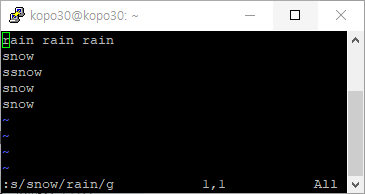 kopo30@kopo30: ~
rain rain rain
snow
ssnow
snow
snow
~
~
~
~
:s/snow/rain/g 1,1 All